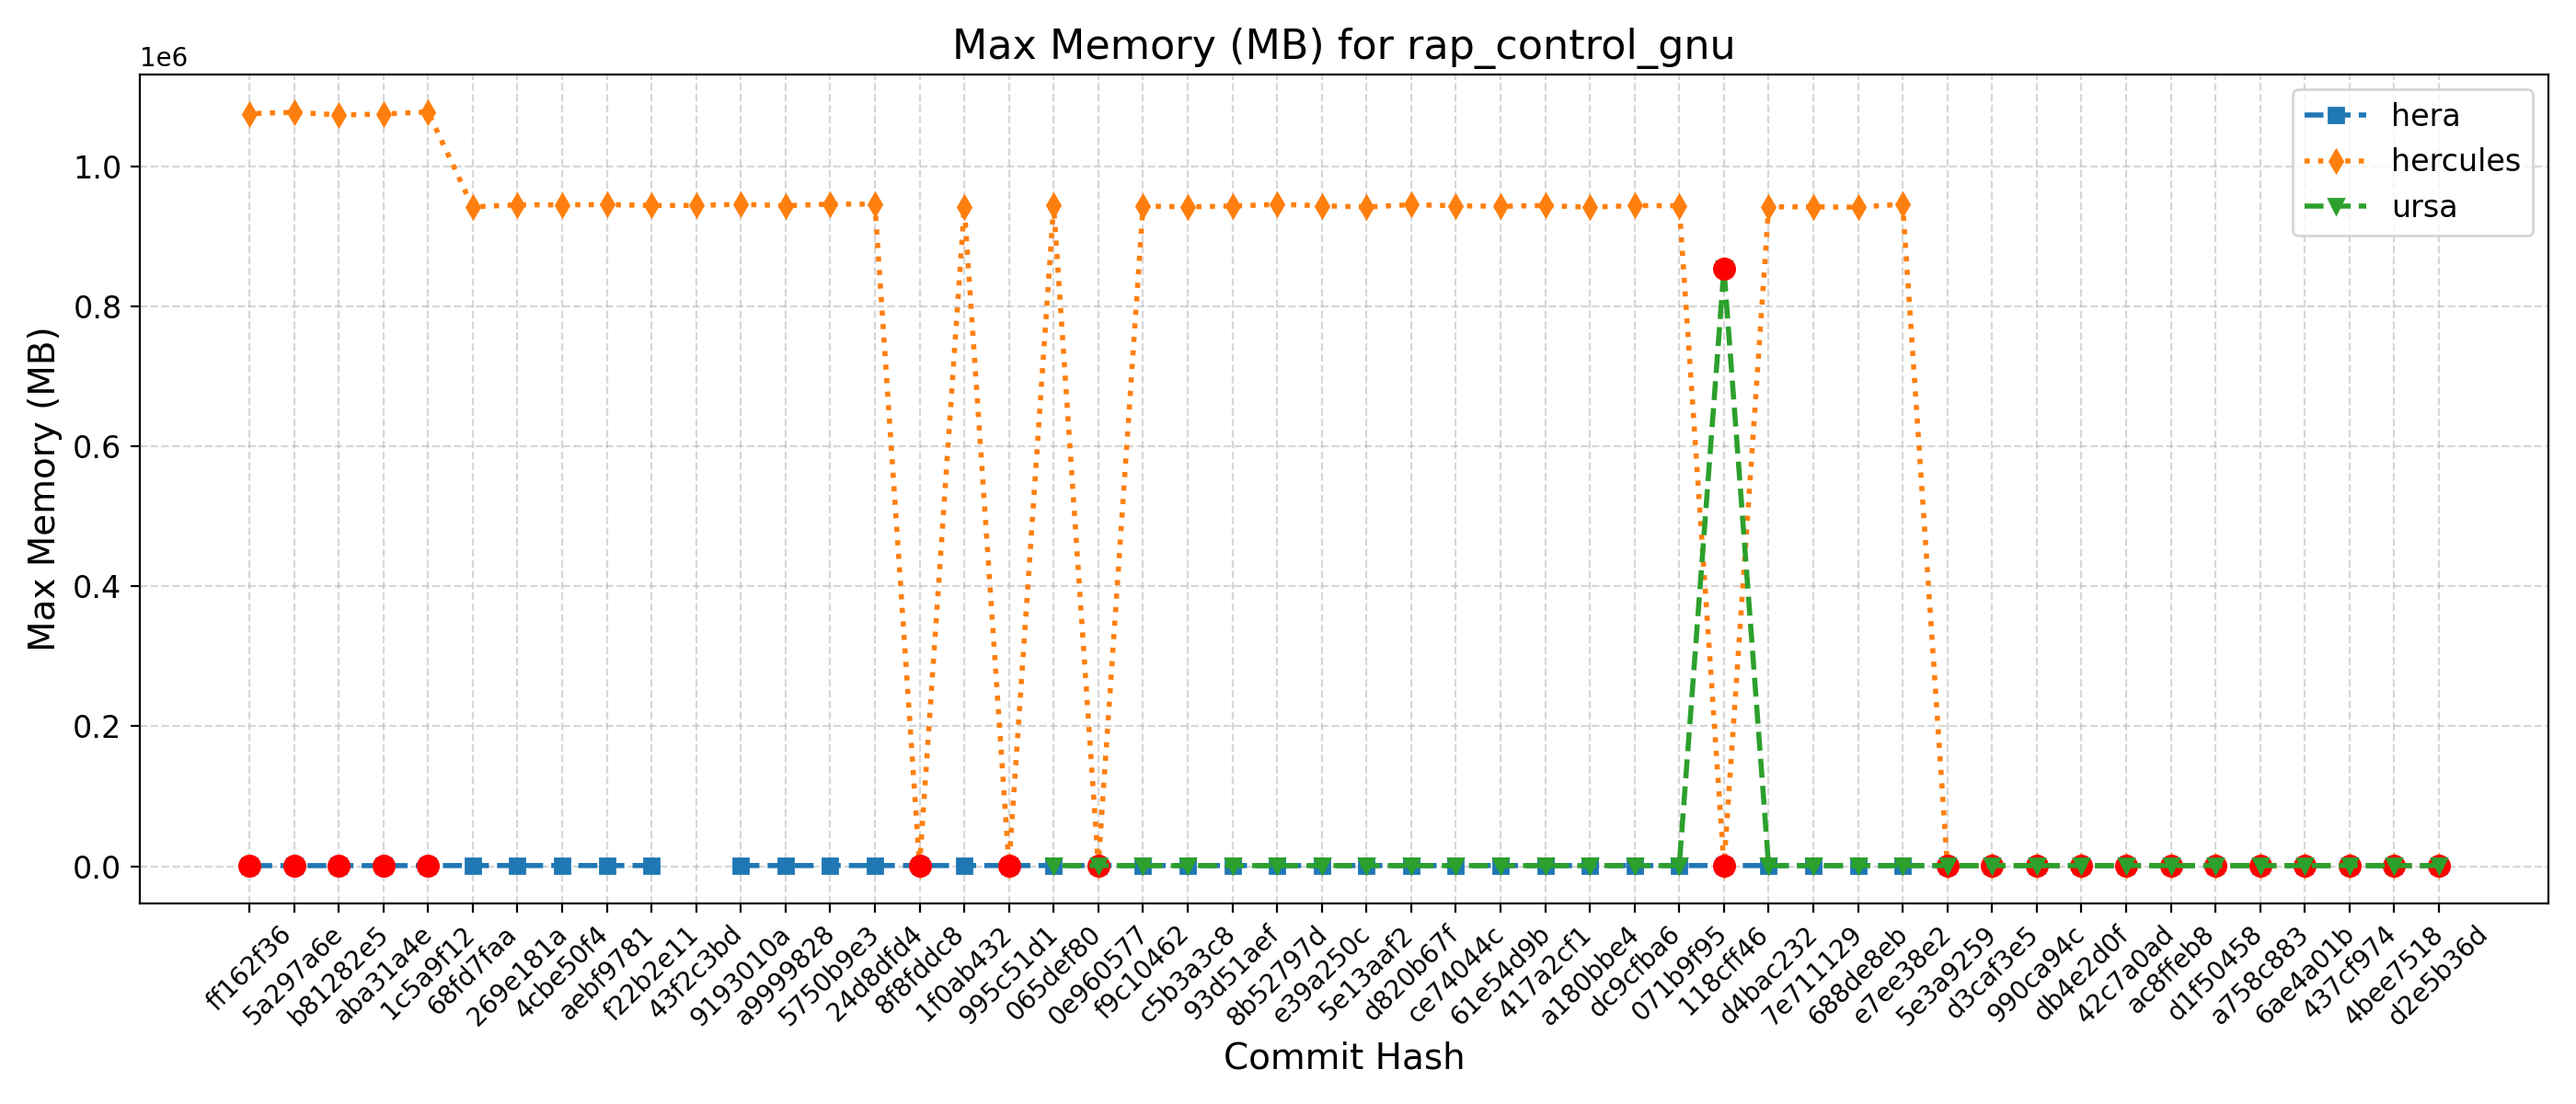 Max Memory (MB) for rap_control_gnu
1e6
1.0
0.8
0.6
0.4
0.2
0.0
Max Memory (MB)
hera
hercules
ursa
ff162f36
5a297a6e
b81282e5
aba31a4e
1c5a9f12
68fd7faa
269e181a
4cbe50f4
aebf9781
f22b2e11
43f2c3bd
9193010a
a9999828
5750b9e3
24d8dfd4
8f8fddc8
1f0ab432
995c51d1
065def80
0e960577
f9c10462
c5b3a3c8
93d51aef
8b52797d
e39a250c
5e13aaf2
d820b67f
ce74044c
61e54d9b
417a2cf1
a180bbe4
dc9cfba6
071b9f95
118cff46
d4bac232
7e711129
688de8eb
e7ee38e2
5e3a9259
d3caf3e5
990ca94c
db4e2d0f
42c7a0ad
ac8ffeb8
d1f50458
a758c883
6ae4a01b
437cf974
4bee7518
d2e5b36d
Commit Hash